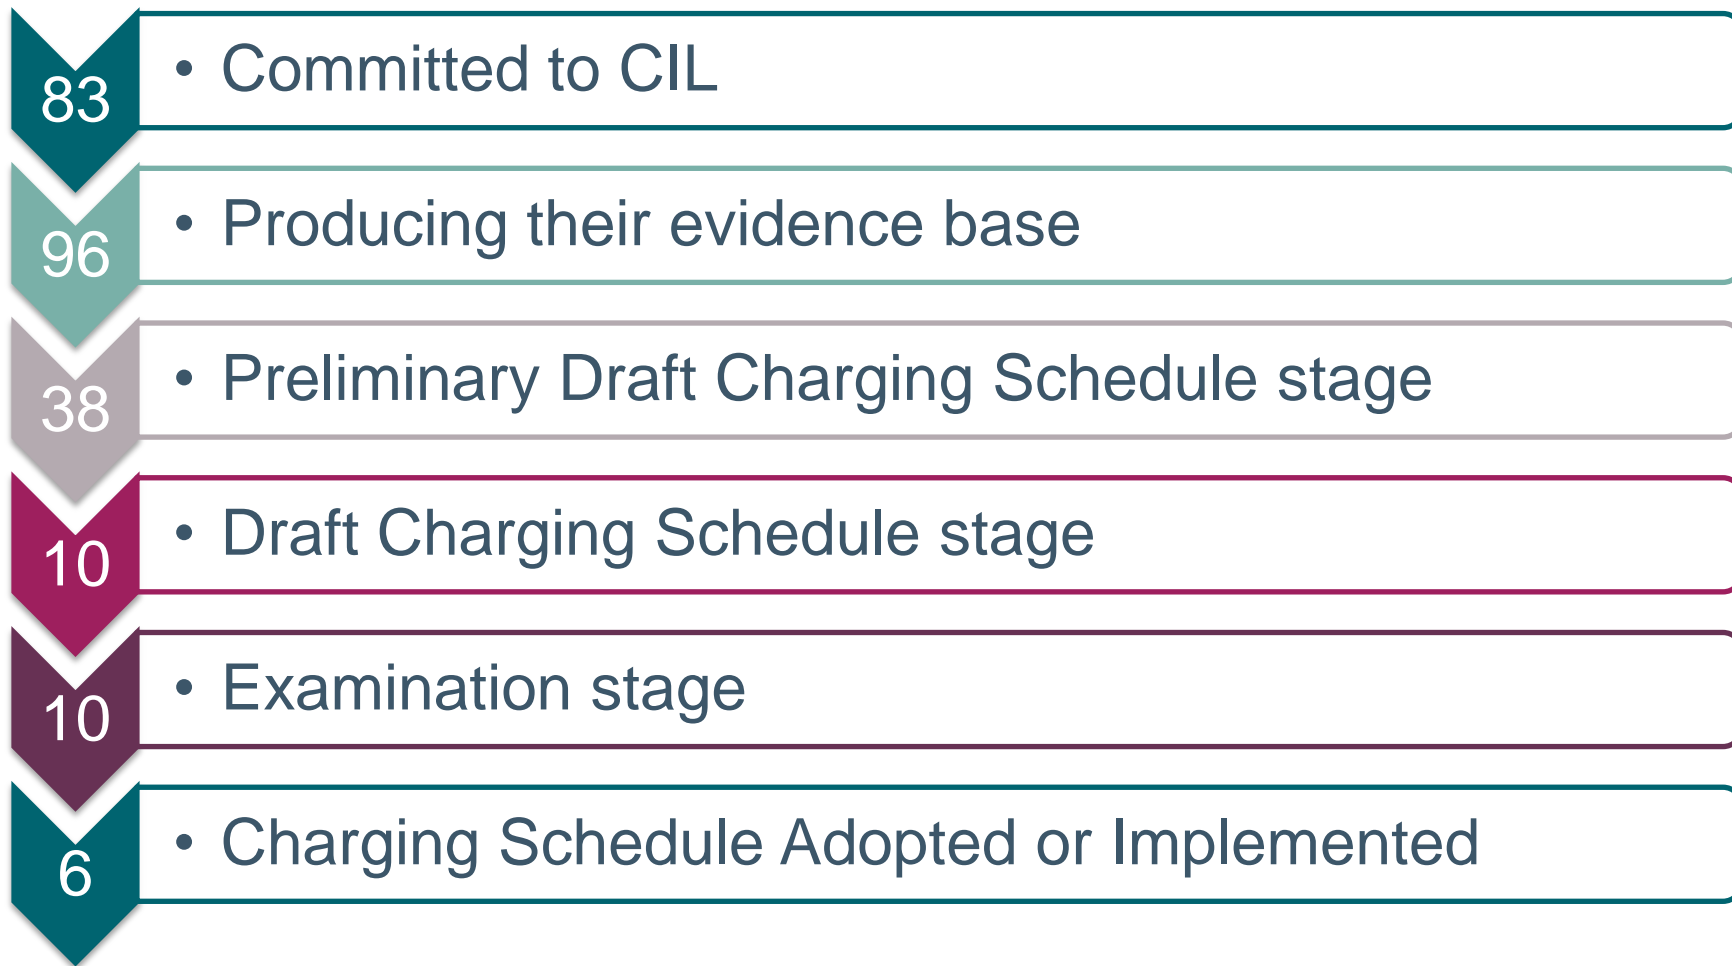 83
• Committed to CIL
96
• Producing their evidence base
38
• Preliminary Draft Charging Schedule stage
10
• Draft Charging Schedule stage
10
• Examination stage
6
• Charging Schedule Adopted or Implemented